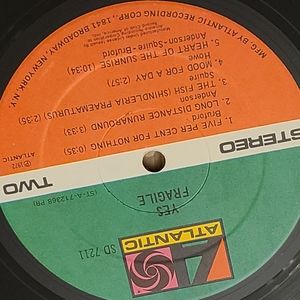 ATLANTIC
SD 7211
YES
FRAGILE
(ST-A-712368 PR)
STEREO
TWO
1. FIVE PER CENT FOR NOTHING (0:35)
Bruford
2. LONG DISTANCE RUNAROUND (3:33)
Anderson
3. THE FISH (SHINDLERIA PRAEMATURUS) (2:35)
Squire
4. MOOD FOR A DAY (2:57)
Howe
5. HEART OF THE SUNRISE (10:34)
Anderson-Squire-Bruford
℗1972
ATLANTIC
MFG. BY ATLANTIC RECORDING CORP., 1841 BROADWAY, NEW YORK, N.Y.